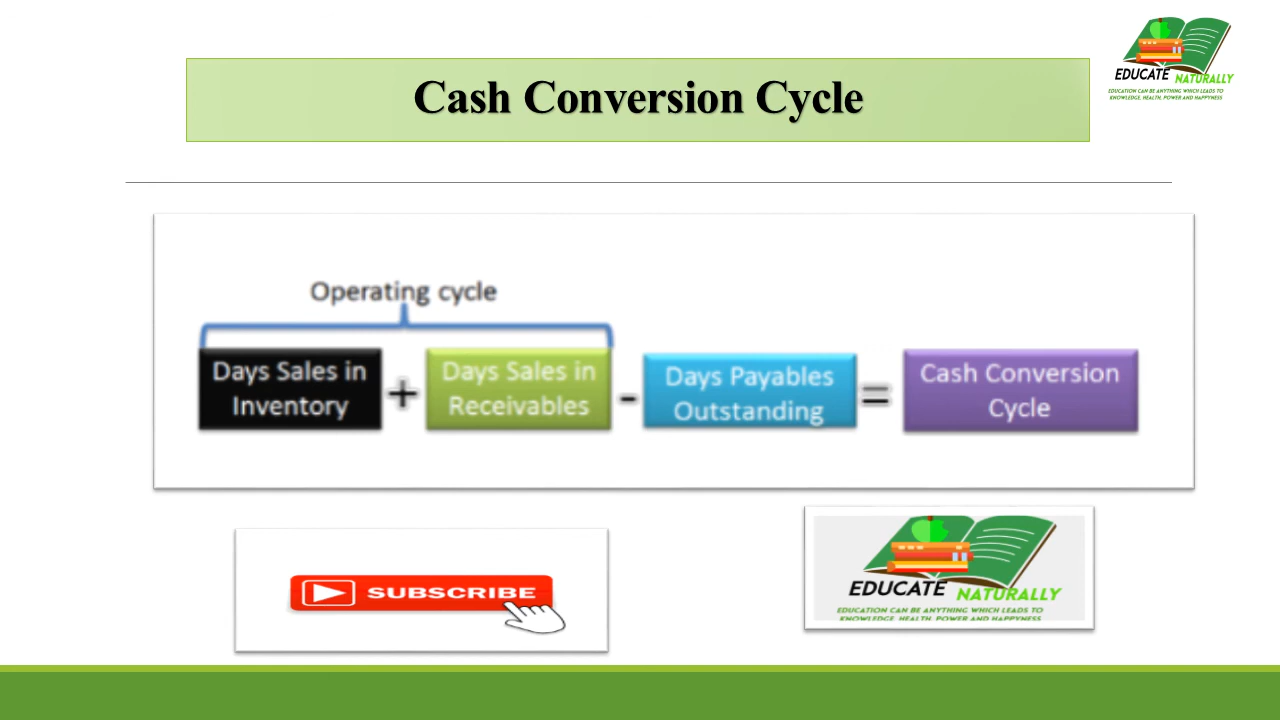 Cash Conversion Cycle
EDUCATE NATURALLY
EDUCATION CAN BE ANYTHING WHICH LEADS TO
KNOWLEDGE, HEALTH, POWER AND HAPPYNESS
Operating cycle
Days Sales in
Inventory
+
Days Sales in
Receivables
-
Days Payables
Outstanding
=
Cash Conversion
Cycle
SUBSCRIBE
EDUCATE NATURALLY
EDUCATION CAN BE ANYTHING WHICH LEADS TO
KNOWLEDGE, HEALTH, POWER AND HAPPYNESS